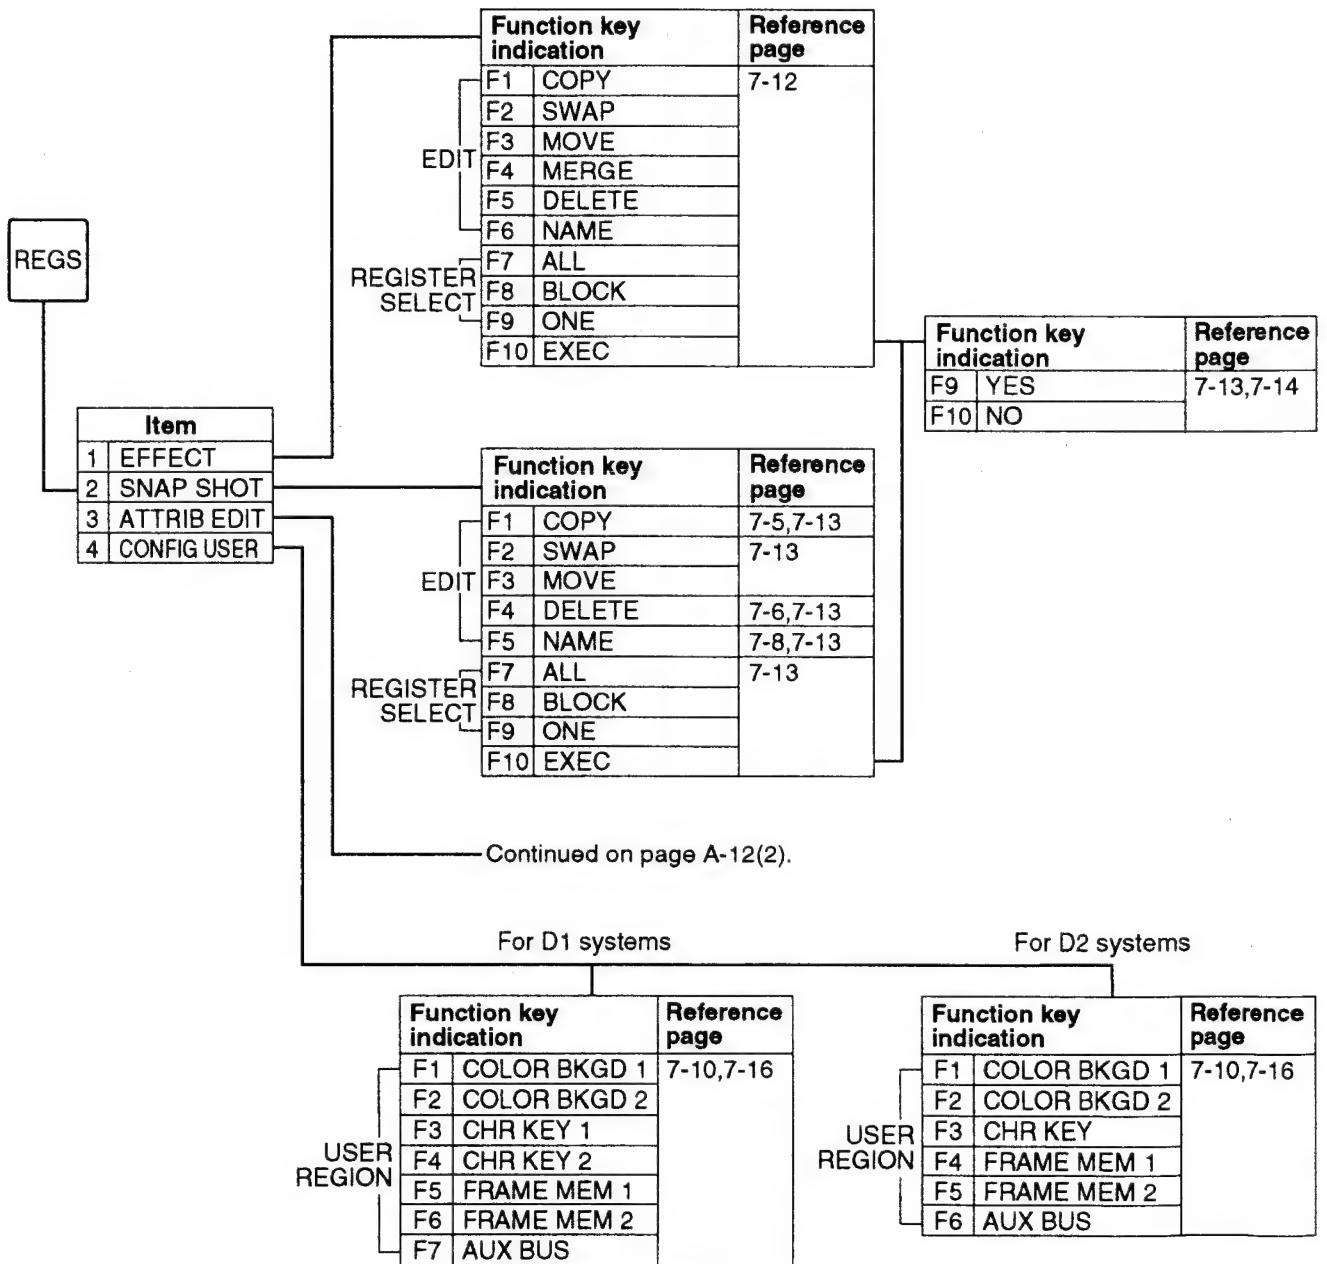 Function key indication | Reference page
F1 COPY 7-12
F2 SWAP
F3 MOVE
EDIT
F4 MERGE
F5 DELETE
F6 NAME
F7 ALL
REGISTER SELECT
F8 BLOCK
F9 ONE
F10 EXEC
REGS
Function key indication | Reference page
F9 YES 7-13,7-14
F10 NO
Item
1 EFFECT
2 SNAP SHOT
3 ATTRIB EDIT
4 CONFIG USER
Function key indication | Reference page
F1 COPY 7-5,7-13
F2 SWAP 7-13
EDIT
F3 MOVE
F4 DELETE 7-6,7-13
F5 NAME 7-8,7-13
F7 ALL 7-13
REGISTER SELECT
F8 BLOCK
F9 ONE
F10 EXEC
Continued on page A-12(2).
For D1 systems
Function key indication | Reference page
F1 COLOR BKGD 1 7-10,7-16
F2 COLOR BKGD 2
F3 CHR KEY 1
USER REGION
F4 CHR KEY 2
F5 FRAME MEM 1
F6 FRAME MEM 2
F7 AUX BUS
For D2 systems
Function key indication | Reference page
F1 COLOR BKGD 1 7-10,7-16
F2 COLOR BKGD 2
USER REGION
F3 CHR KEY
F4 FRAME MEM 1
F5 FRAME MEM 2
F6 AUX BUS